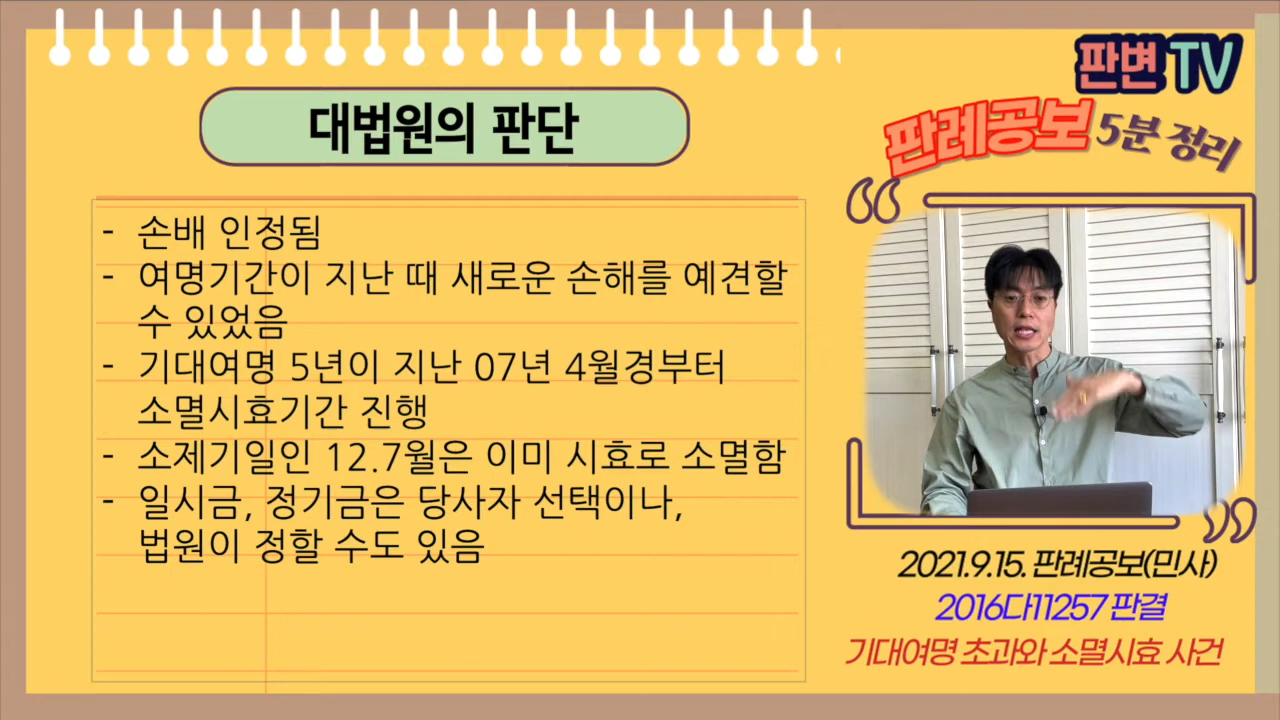 대법원의 판단
- 손배 인정됨
- 여명기간이 지난 때 새로운 손해를 예견할
수 있었음
- 기대여명 5년이 지난 07년 4월경부터
소멸시효기간 진행
- 소제기일인 12.7월은 이미 시효로 소멸함
- 일시금, 정기금은 당사자 선택이나,
법원이 정할 수도 있음
판변 TV
판례공보 5분 정리
2021.9.15. 판례공보(민사)
2016다11257 판결
기대여명 초과와 소멸시효 사건